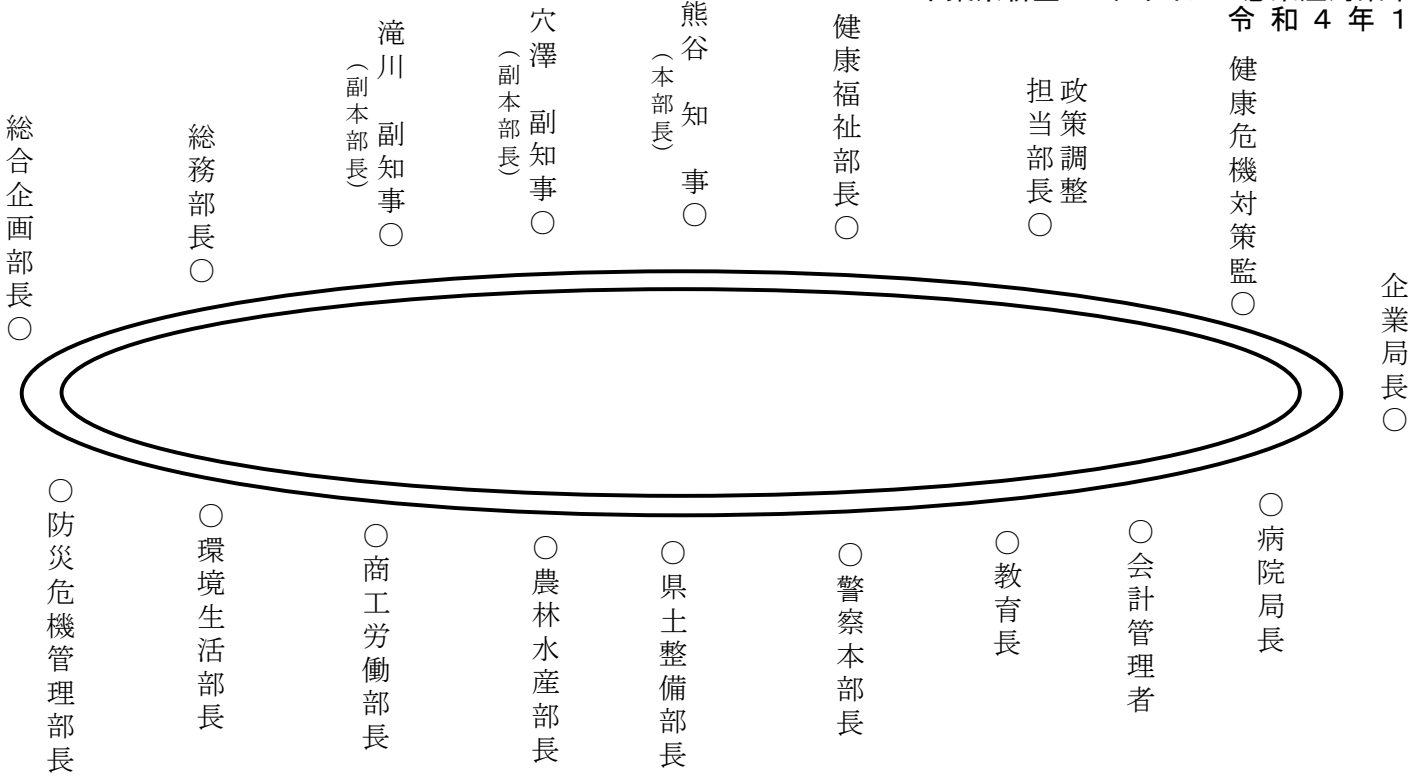 令和４年１
総合企画部長○
総務部長○
滝川 副知事○
（副本部長）
穴澤 副知事○
（副本部長）
熊谷 知 事○
（本部長）
健康福祉部長○
政策調整
担当部長○
健康危機対策監○
企業局長○
○防災危機管理部長
○環境生活部長
○商工労働部長
○農林水産部長
○県土整備部長
○警察本部長
○教育長
○会計管理者
○病院局長